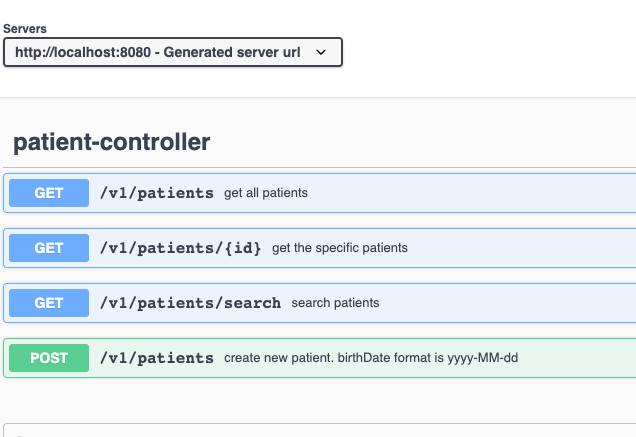 Servers
http://localhost:8080 - Generated server url
patient-controller
GET /v1/patients get all patients
GET /v1/patients/{id} get the specific patients
GET /v1/patients/search search patients
POST /v1/patients create new patient. birthDate format is yyyy-MM-dd